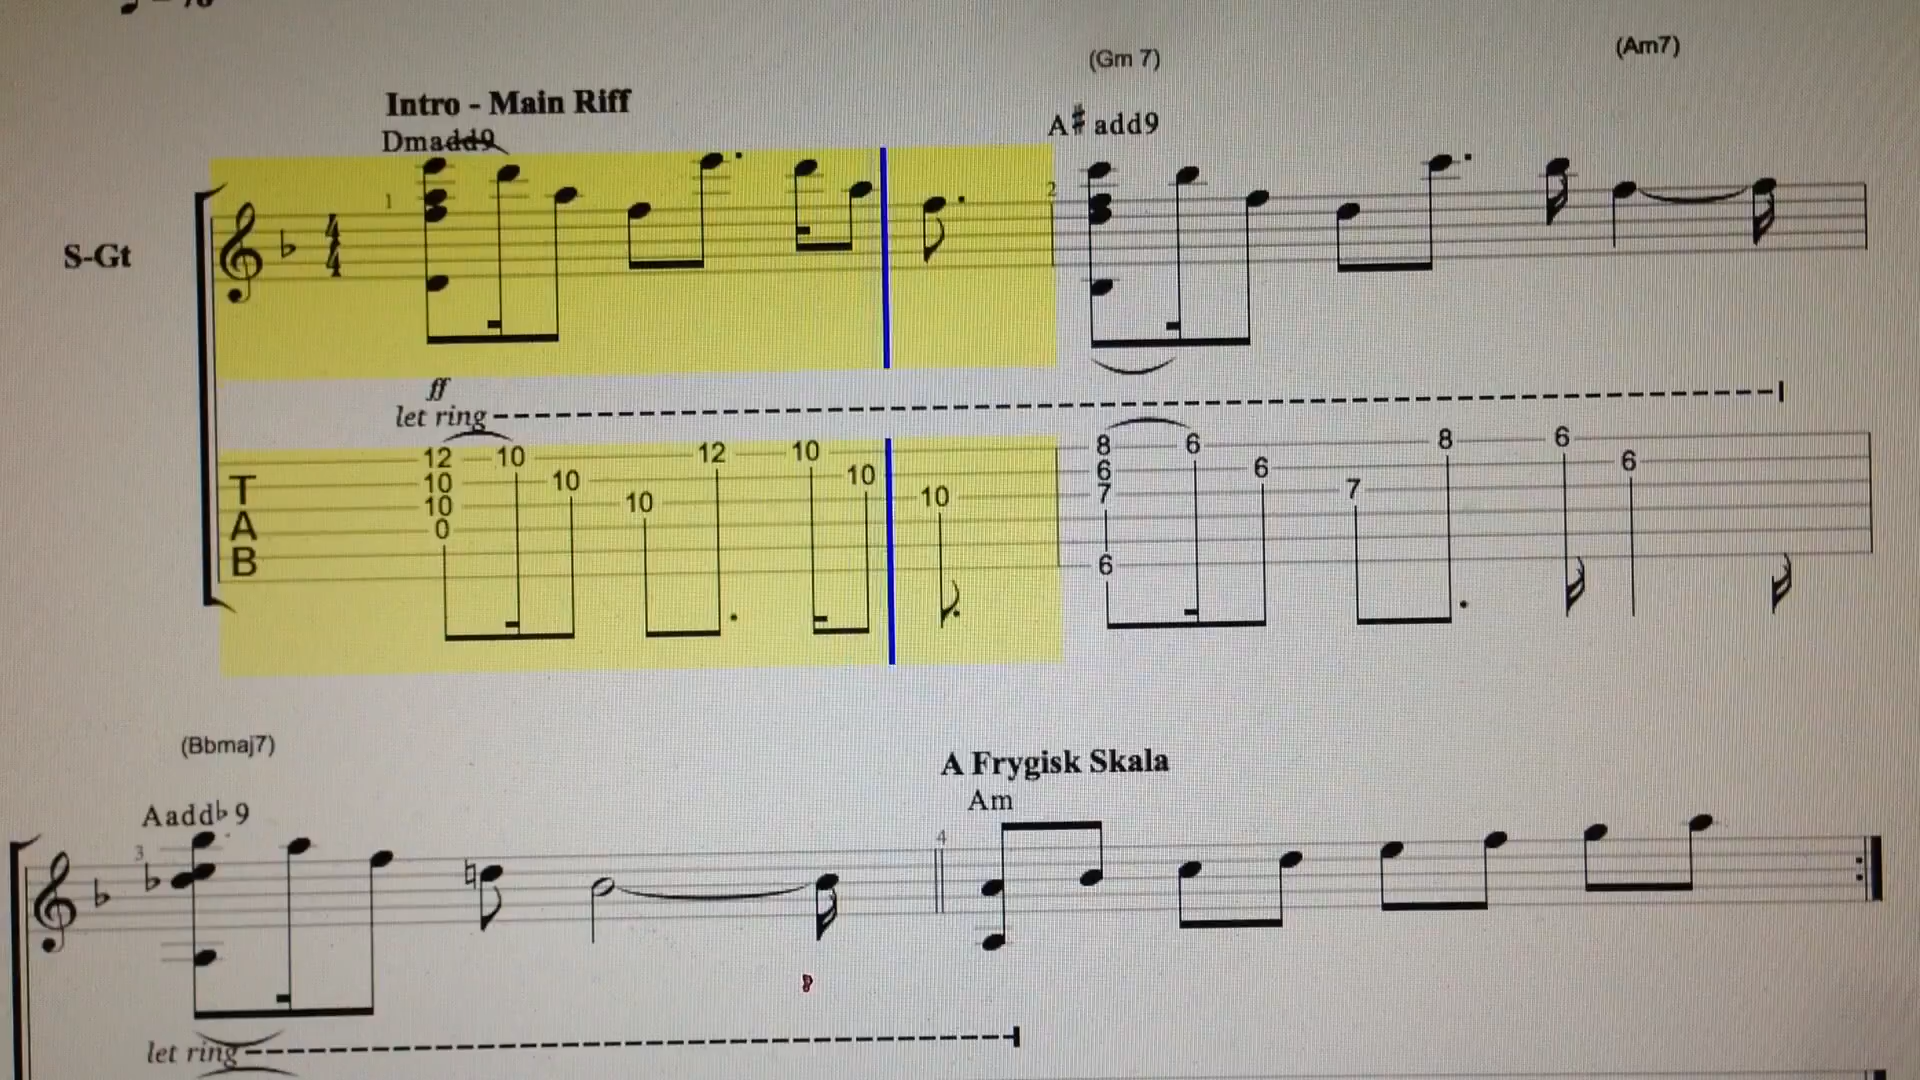 (Gm 7)
(Am7)
Intro - Main Riff
Dmadd9
A♯add9
1
2
S-Gt
4
4
ff
let ring
T
A
B
12 10 12 10 8 6 8 6
10 10 10 6 6 6
10 10 10 7 7
0
6
(Bbmaj7)
A Frygisk Skala
Aadd♭9
Am
3
4
let ring